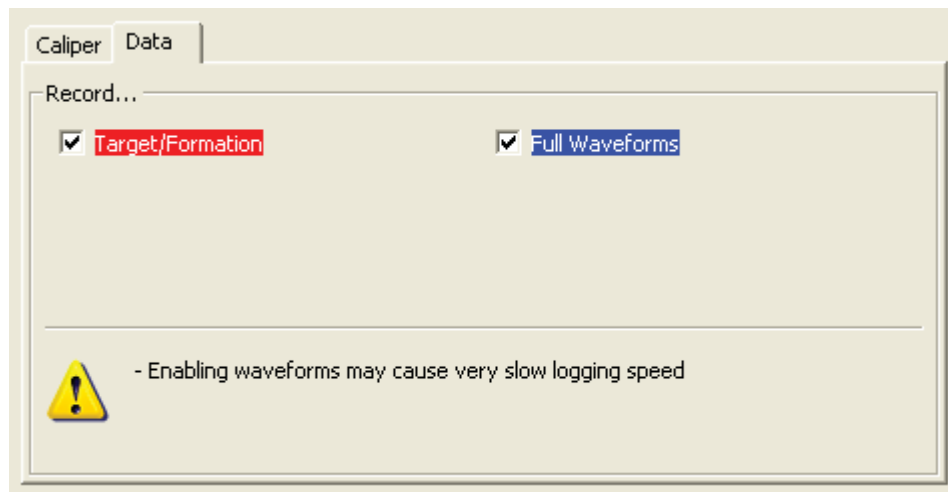 Caliper Data
Record...
Target/Formation Full Waveforms
- Enabling waveforms may cause very slow logging speed